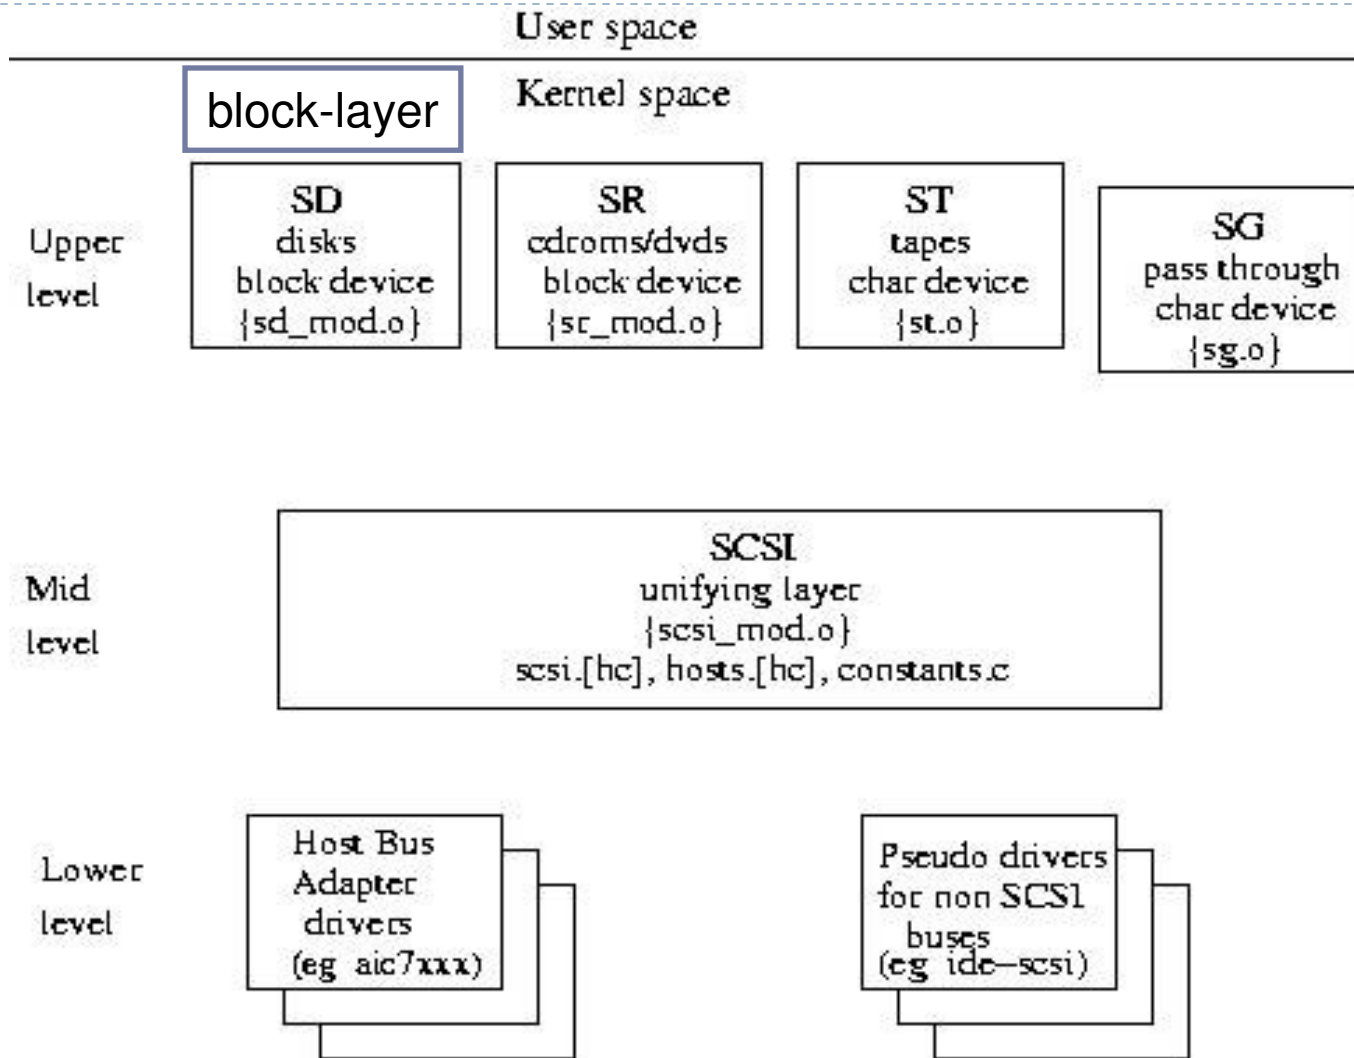 User space
Kernel space
block-layer
Upper
level
SD
disks
block device
{sd_mod.o}
SR
cdroms/dvds
block device
{sr_mod.o}
ST
tapes
char device
{st.o}
SG
pass through
char device
{sg.o}
Mid
level
SCSI
unifying layer
{scsi_mod.o}
scsi.[hc], hosts.[hc], constants.c
Lower
level
Host Bus
Adapter
drivers
(eg aic7xxx)
Pseudo drivers
for non SCSI
buses
(eg ide-scsi)